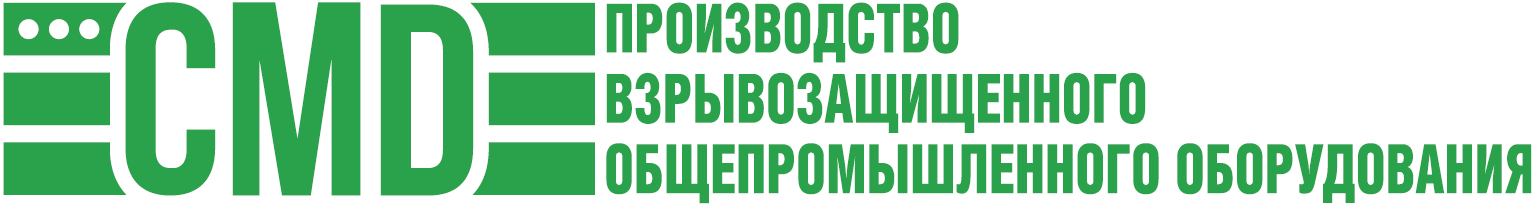 CMD
ПРОИЗВОДСТВО
ВЗРЫВОЗАЩИЩЕННОГО
ОБЩЕПРОМЫШЛЕННОГО ОБОРУДОВАНИЯ